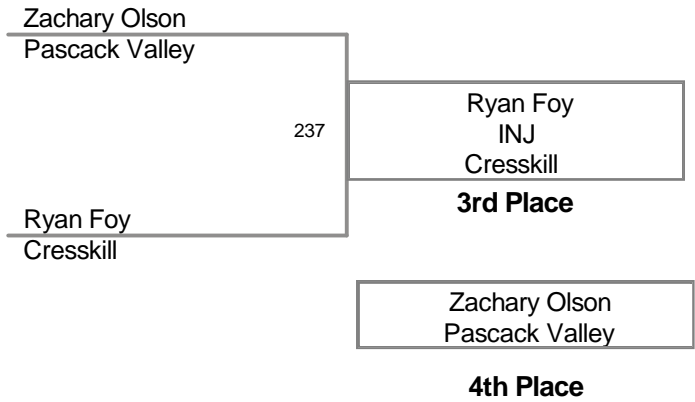 Zachary Olson
Pascack Valley
237
Ryan Foy
INJ
Cresskill
3rd Place
Ryan Foy
Cresskill
Zachary Olson
Pascack Valley
4th Place